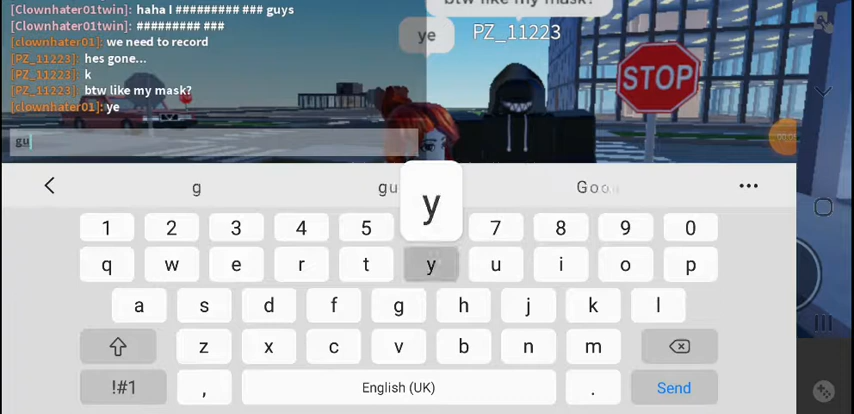 [Clownhater01twin]: haha I ######### ### guys
[Clownhater01twin]: ######### ###
[clownhater01]: we need to record
[PZ_11223]: hes gone...
[PZ_11223]: k
[PZ_11223]: btw like my mask?
[clownhater01]: ye
btw like my mask?
ye
PZ_11223
STOP
gu
g
gu
Goo
y
1 2 3 4 5 7 8 9 0
q w e r t y u i o p
a s d f g h j k l
z x c v b n m
!#1 , English (UK) . Send